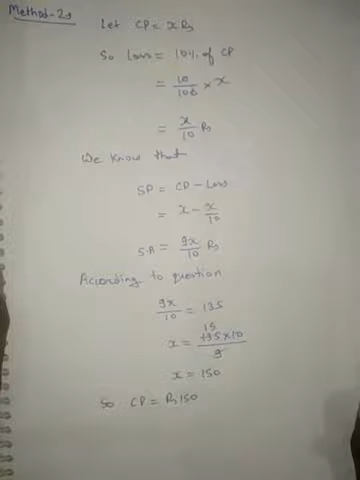 Method-2:
Let CP = x Rs
So Loss = 10% of CP
= 10/100 × x
= x/10 Rs
We know that
SP = CP - Loss
= x - x/10
S.P. = 9x/10 Rs
According to question
9x/10 = 135
15
x = 135×10/9
x = 150
So CP = Rs 150